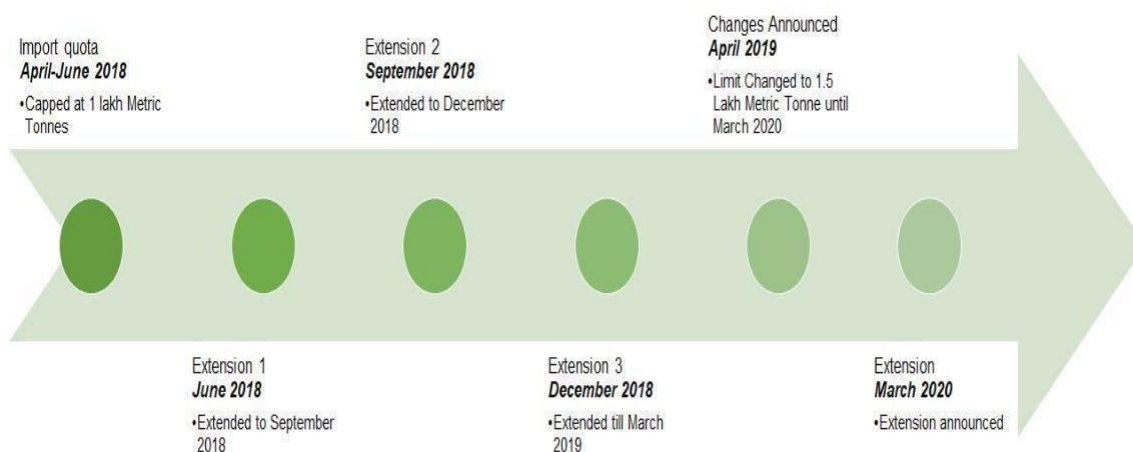 Import quota
April-June 2018
•Capped at 1 lakh Metric
Tonnes
Extension 1
June 2018
•Extended to September
2018
Extension 2
September 2018
•Extended to December
2018
Extension 3
December 2018
•Extended till March
2019
Changes Announced
April 2019
•Limit Changed to 1.5
Lakh Metric Tonne until
March 2020
Extension
March 2020
•Extension announced